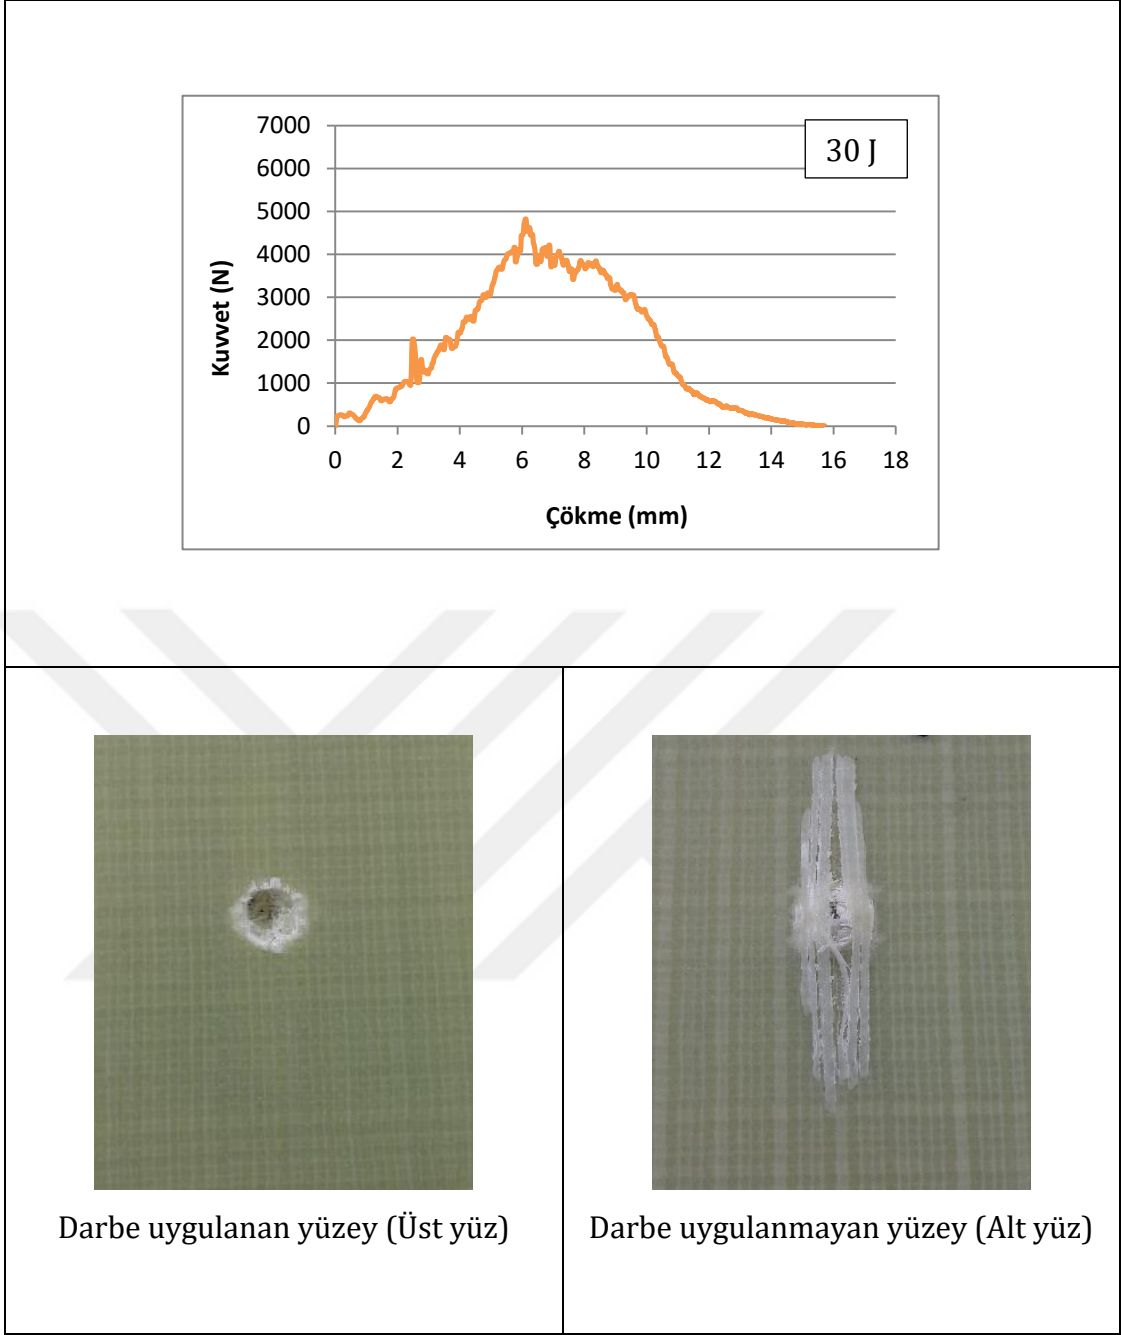 30 J
7000
6000
5000
4000
3000
2000
1000
0
Kuvvet (N)
0 2 4 6 8 10 12 14 16 18
Çökme (mm)
Darbe uygulanan yüzey (Üst yüz)
Darbe uygulanmayan yüzey (Alt yüz)